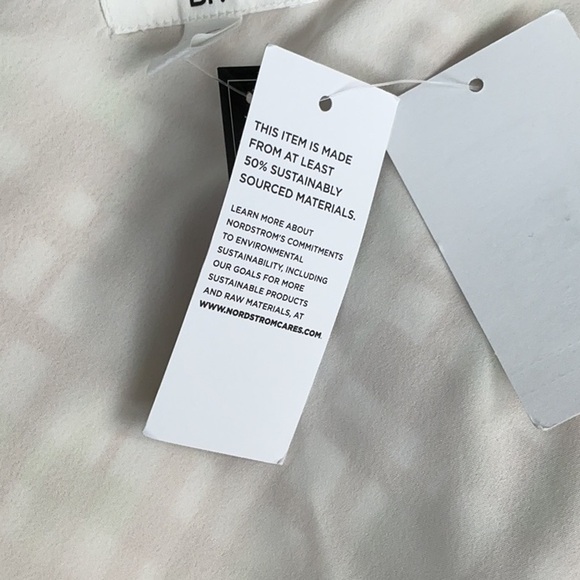 THIS ITEM IS MADE
FROM AT LEAST
50% SUSTAINABLY
SOURCED MATERIALS.
LEARN MORE ABOUT
NORDSTROM'S COMMITMENTS
TO ENVIRONMENTAL
SUSTAINABILITY, INCLUDING
OUR GOALS FOR MORE
SUSTAINABLE PRODUCTS
AND RAW MATERIALS, AT
WWW.NORDSTROMCARES.COM.